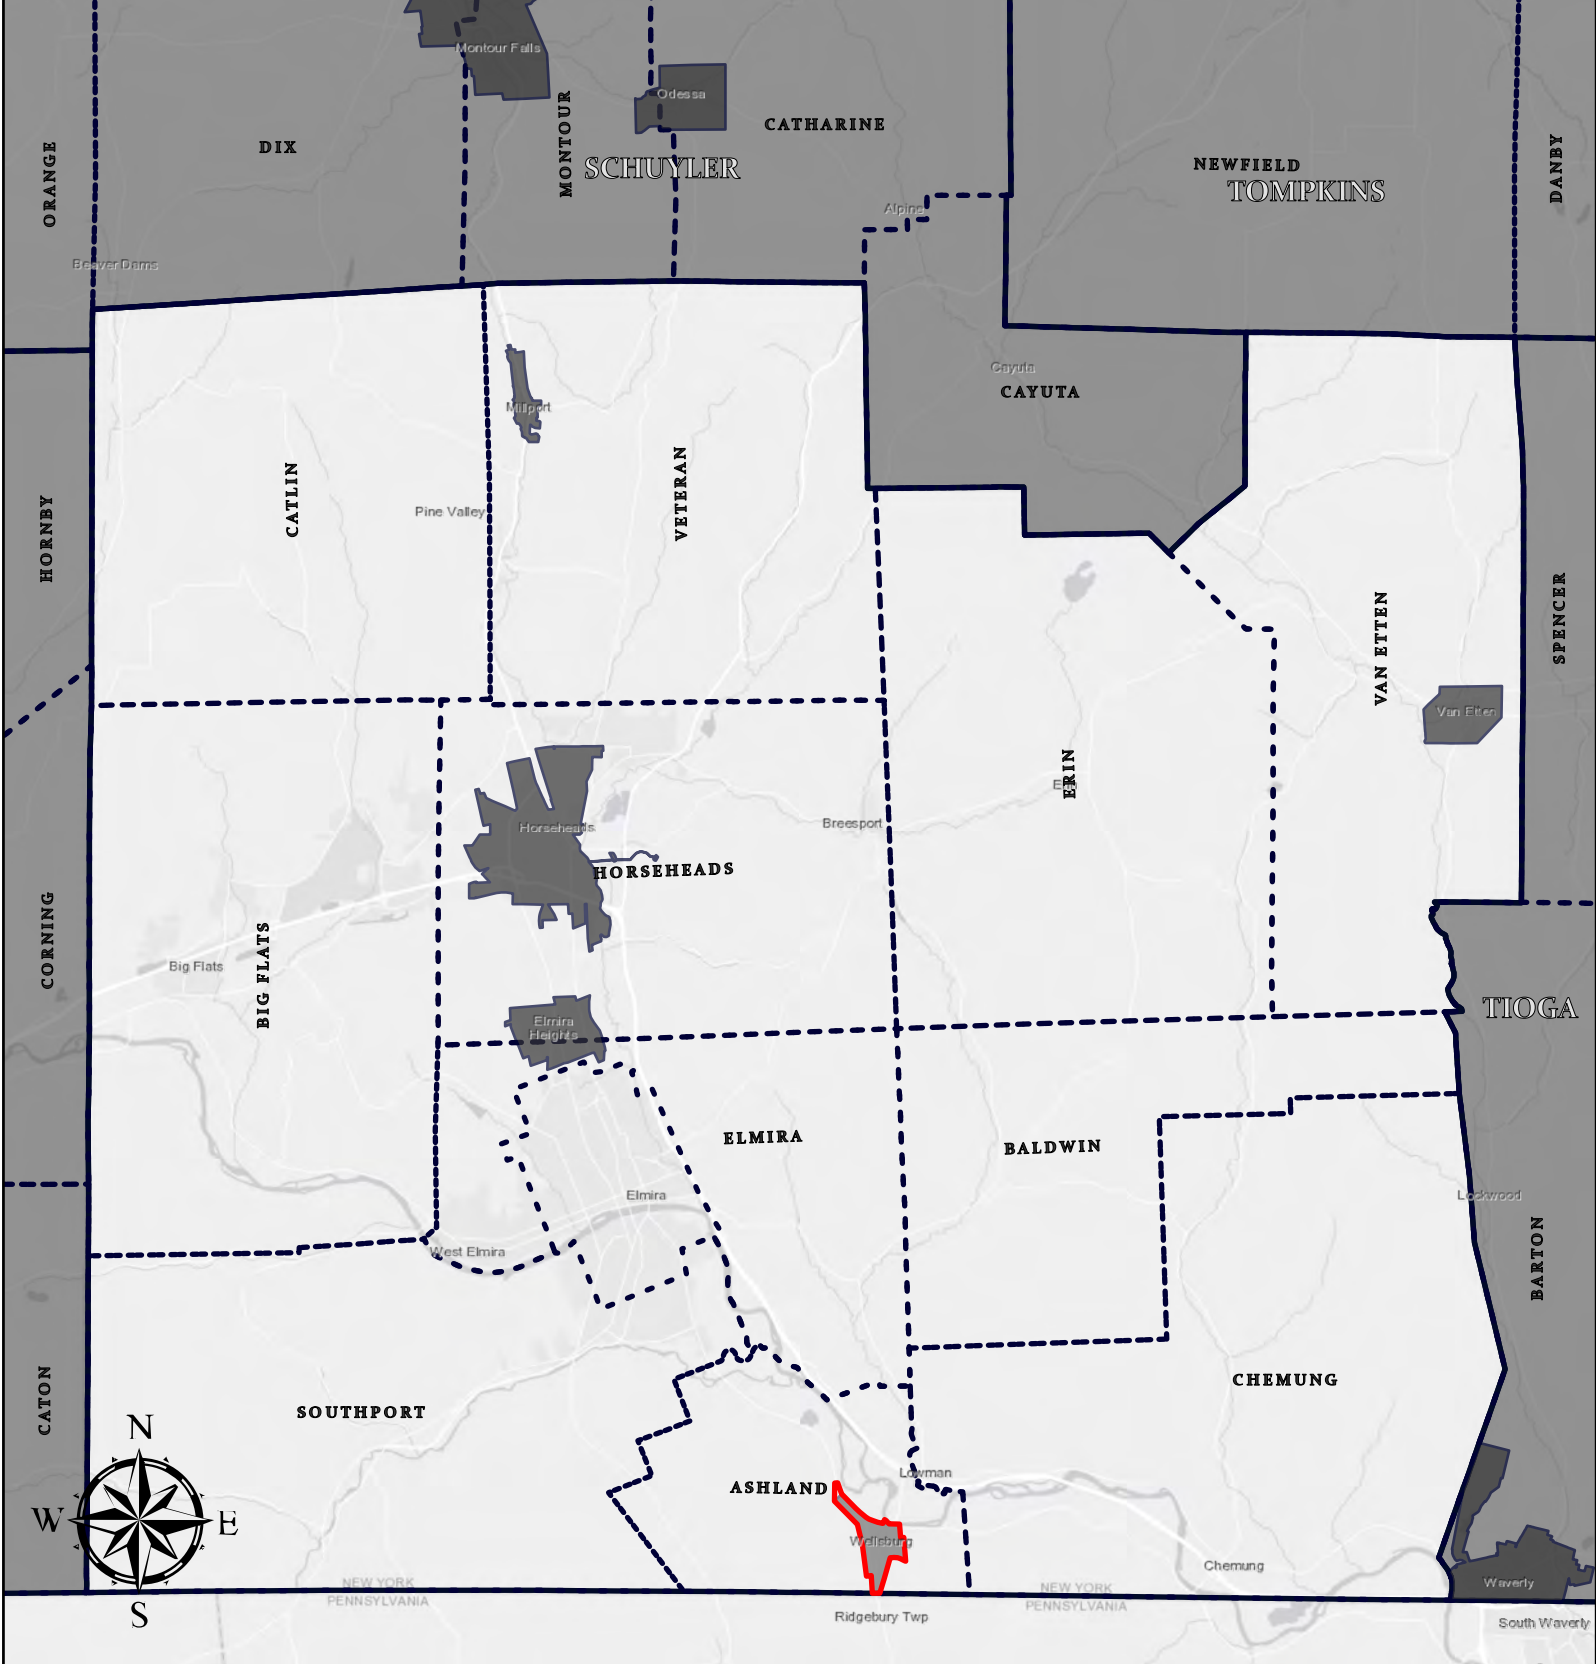 Montour Falls
Odessa
MONTOUR
CATHARINE
DIX
SCHUYLER
ORANGE
NEWFIELD
TOMPKINS
DANBY
Alpine
Beaver Dams
Cayuta
CAYUTA
Millport
CATLIN
VETERAN
Pine Valley
HORNBY
SPENCER
VAN ETTEN
Van Etten
ERIN
Horseheads
Breesport
HORSEHEADS
CORNING
BIG FLATS
Big Flats
Elmira
Heights
TIOGA
ELMIRA
BALDWIN
Elmira
Lockwood
West Elmira
BARTON
CHEMUNG
CATON
SOUTHPORT
N
W
E
S
ASHLAND
Lowman
Wellsburg
Chemung
NEW YORK
PENNSYLVANIA
NEW YORK
PENNSYLVANIA
Waverly
Ridgebury Twp
South Waverly